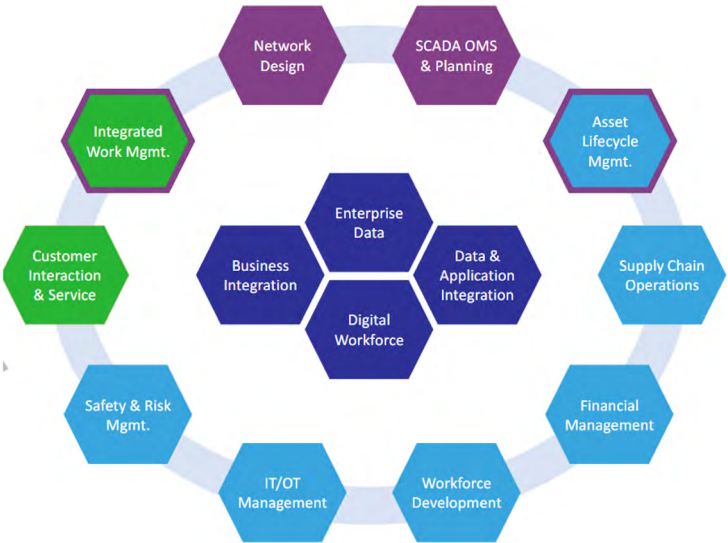 Network
Design
SCADA OMS
& Planning
Integrated
Work Mgmt.
Asset
Lifecycle
Mgmt.
Enterprise
Data
Customer
Interaction
& Service
Business
Integration
Data &
Application
Integration
Supply Chain
Operations
Digital
Workforce
Safety & Risk
Mgmt.
Financial
Management
IT/OT
Management
Workforce
Development